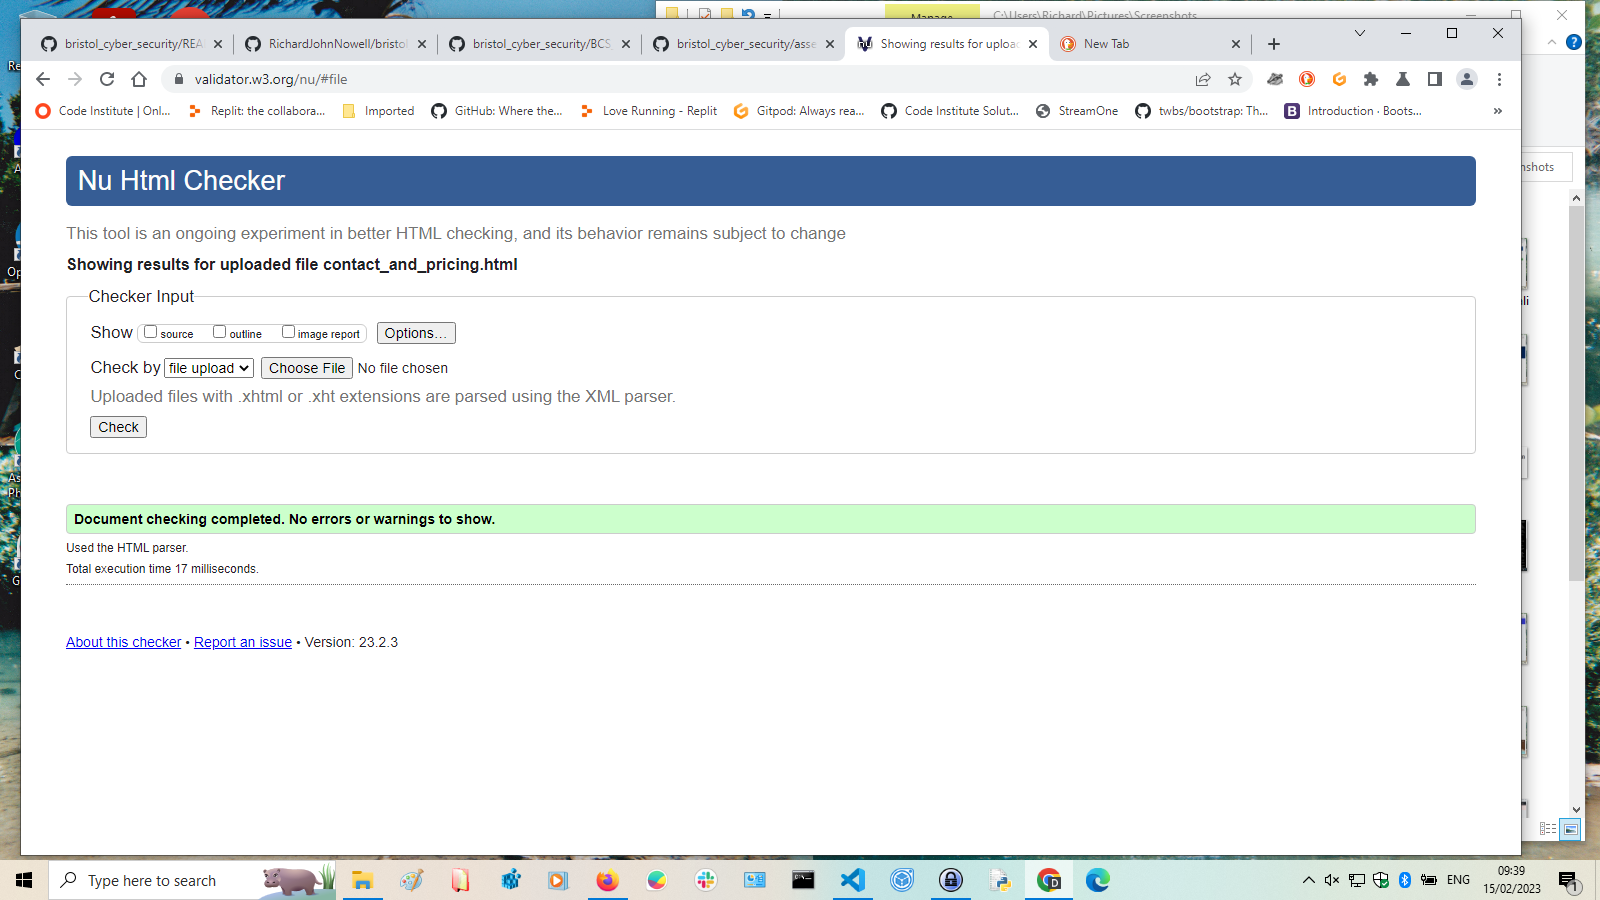 Manage
C:\Users\Richard\Pictures\Screenshots
bristol_cyber_security/REA
RichardJohnNowell/bristol
bristol_cyber_security/BCS
bristol_cyber_security/asse
Showing results for uploa
New Tab
validator.w3.org/nu/#file
Code Institute | Onl...
Replit: the collabora...
Imported
GitHub: Where the...
Love Running - Replit
Gitpod: Always rea...
Code Institute Solut...
StreamOne
twbs/bootstrap: Th...
Introduction · Boots...
»
nshots
Nu Html Checker
This tool is an ongoing experiment in better HTML checking, and its behavior remains subject to change
Showing results for uploaded file contact_and_pricing.html
Checker Input
Show source outline image report Options...
Check by file upload Choose File No file chosen
Uploaded files with .xhtml or .xht extensions are parsed using the XML parser.
Check
Document checking completed. No errors or warnings to show.
Used the HTML parser.
Total execution time 17 milliseconds.
About this checker • Report an issue • Version: 23.2.3
Type here to search
ENG
09:39
15/02/2023
1